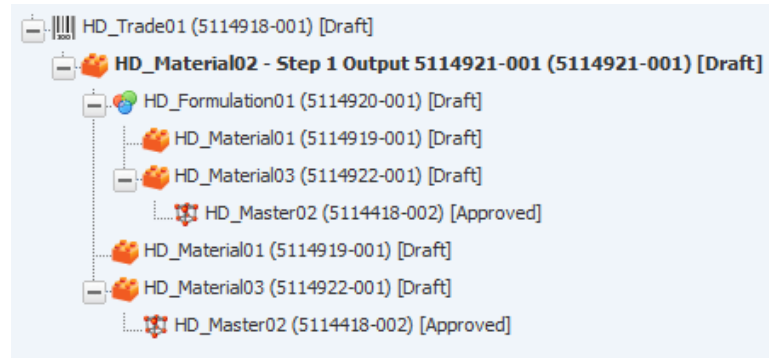 HD_Trade01 (5114918-001) [Draft]
HD_Material02 - Step 1 Output 5114921-001 (5114921-001) [Draft]
HD_Formulation01 (5114920-001) [Draft]
HD_Material01 (5114919-001) [Draft]
HD_Material03 (5114922-001) [Draft]
HD_Master02 (5114418-002) [Approved]
HD_Material01 (5114919-001) [Draft]
HD_Material03 (5114922-001) [Draft]
HD_Master02 (5114418-002) [Approved]